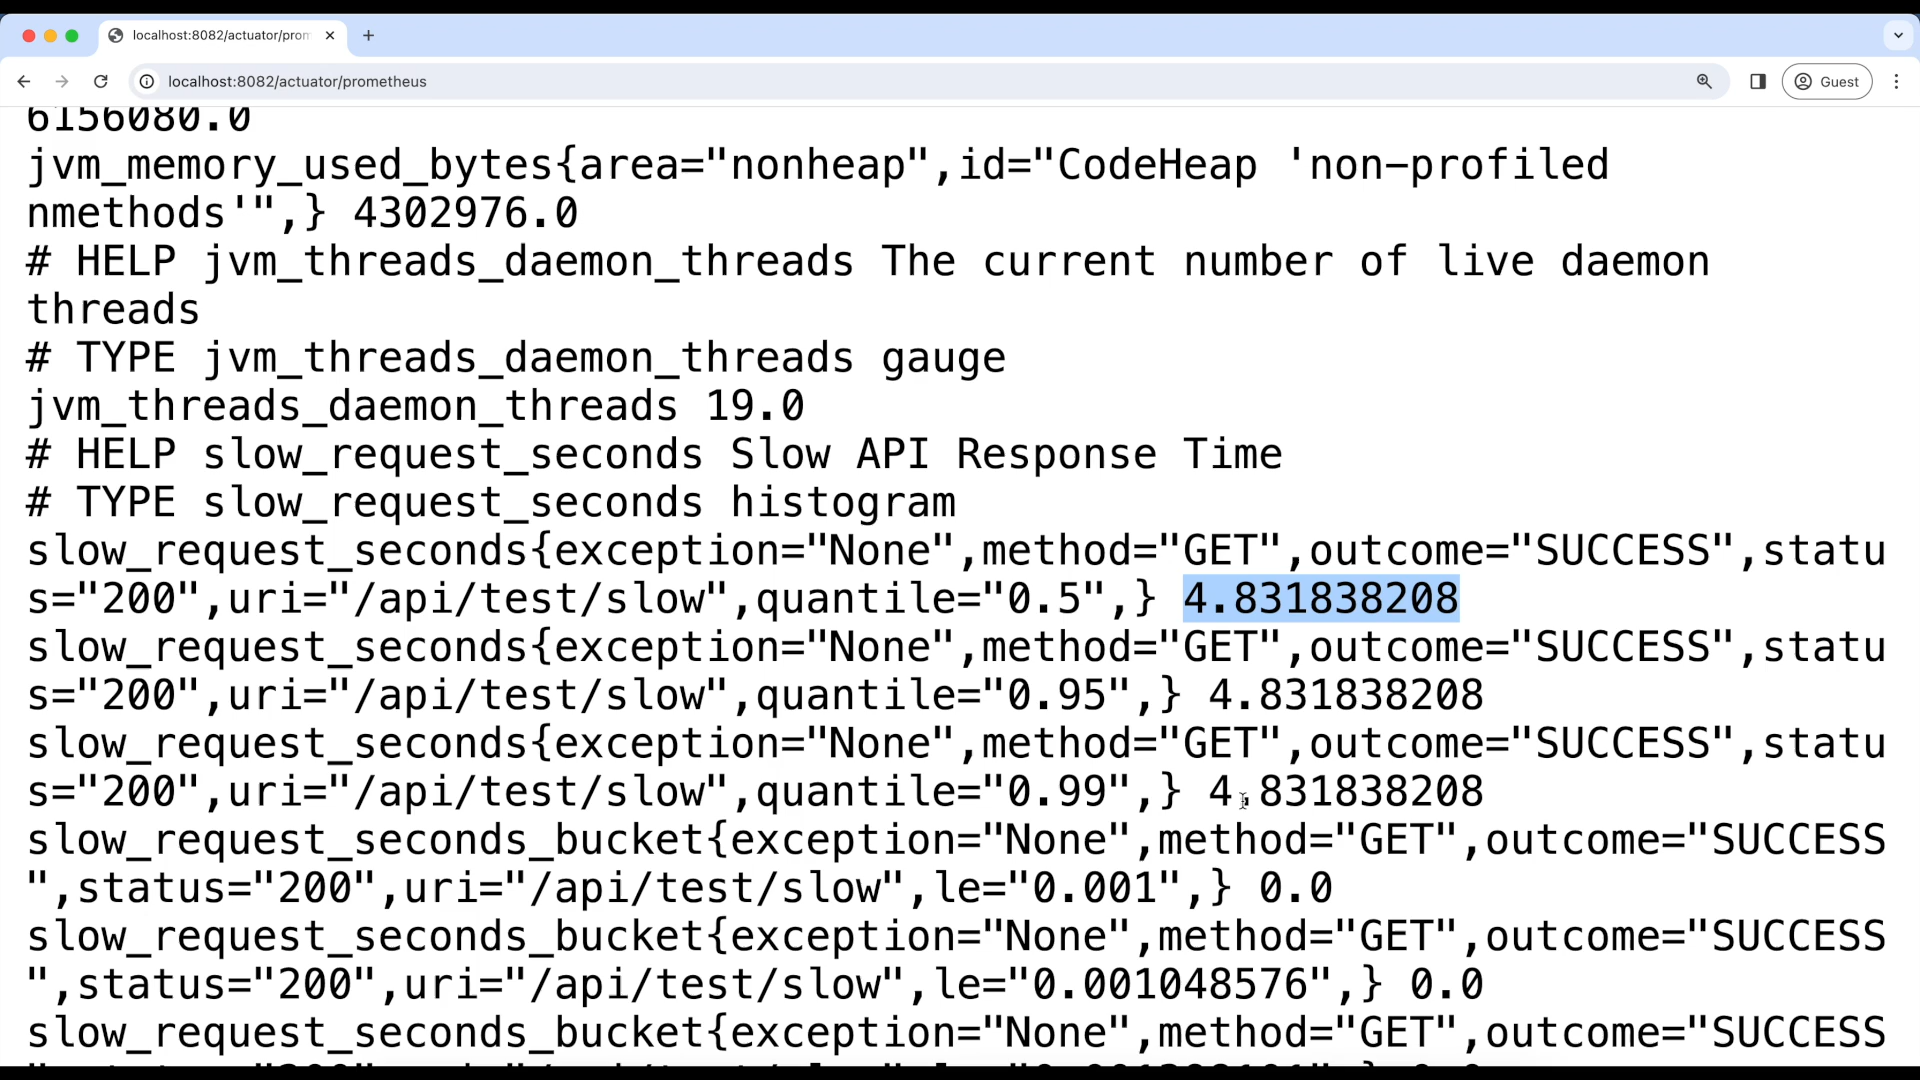 localhost:8082/actuator/prom
localhost:8082/actuator/prometheus
Guest
6156080.0
jvm_memory_used_bytes{area="nonheap",id="CodeHeap 'non-profiled
nmethods'",} 4302976.0
# HELP jvm_threads_daemon_threads The current number of live daemon
threads
# TYPE jvm_threads_daemon_threads gauge
jvm_threads_daemon_threads 19.0
# HELP slow_request_seconds Slow API Response Time
# TYPE slow_request_seconds histogram
slow_request_seconds{exception="None",method="GET",outcome="SUCCESS",statu
s="200",uri="/api/test/slow",quantile="0.5",} 4.831838208
slow_request_seconds{exception="None",method="GET",outcome="SUCCESS",statu
s="200",uri="/api/test/slow",quantile="0.95",} 4.831838208
slow_request_seconds{exception="None",method="GET",outcome="SUCCESS",statu
s="200",uri="/api/test/slow",quantile="0.99",} 4.831838208
slow_request_seconds_bucket{exception="None",method="GET",outcome="SUCCESS
",status="200",uri="/api/test/slow",le="0.001",} 0.0
slow_request_seconds_bucket{exception="None",method="GET",outcome="SUCCESS
",status="200",uri="/api/test/slow",le="0.001048576",} 0.0
slow_request_seconds_bucket{exception="None",method="GET",outcome="SUCCESS